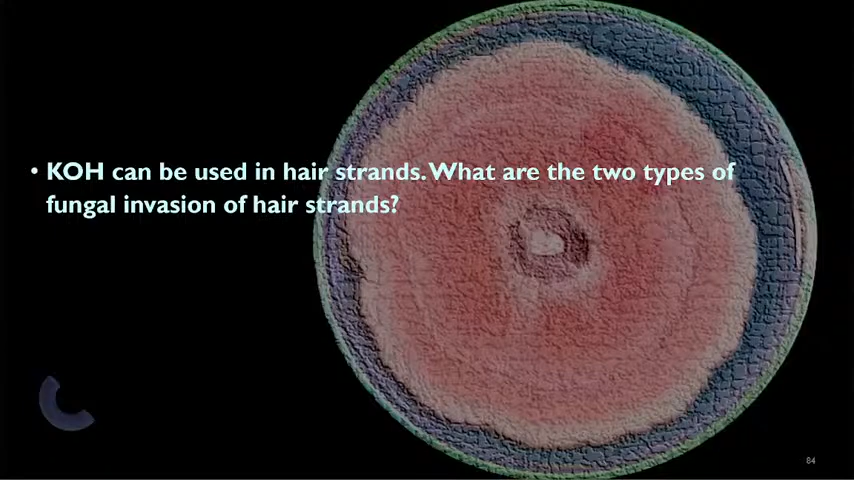 • KOH can be used in hair strands. What are the two types of
fungal invasion of hair strands?
84